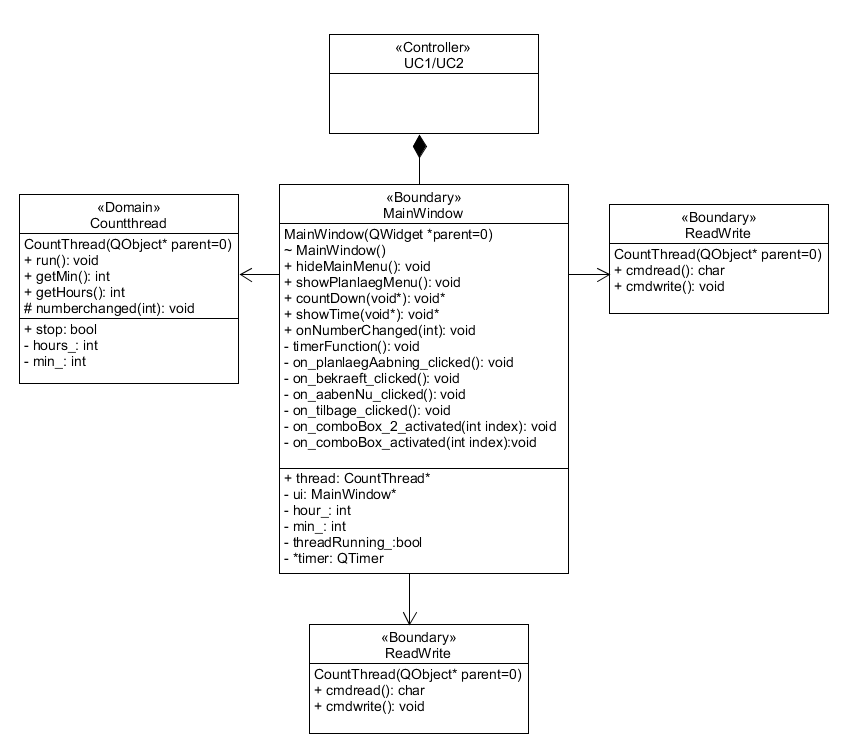 «Controller»
UC1/UC2
«Domain»
Countthread
CountThread(QObject* parent=0)
+ run(): void
+ getMin(): int
+ getHours(): int
# numberchanged(int): void
+ stop: bool
- hours_: int
- min_: int
«Boundary»
MainWindow
MainWindow(QWidget *parent=0)
~ MainWindow()
+ hideMainMenu(): void
+ showPlanlaegMenu(): void
+ countDown(void*): void*
+ showTime(void*): void*
+ onNumberChanged(int): void
- timerFunction(): void
- on_planlaegAabning_clicked(): void
- on_bekraeft_clicked(): void
- on_aabenNu_clicked(): void
- on_tilbage_clicked(): void
- on_comboBox_2_activated(int index): void
- on_comboBox_activated(int index):void
+ thread: CountThread*
- ui: MainWindow*
- hour_: int
- min_: int
- threadRunning_:bool
- *timer: QTimer
«Boundary»
ReadWrite
CountThread(QObject* parent=0)
+ cmdread(): char
+ cmdwrite(): void
«Boundary»
ReadWrite
CountThread(QObject* parent=0)
+ cmdread(): char
+ cmdwrite(): void